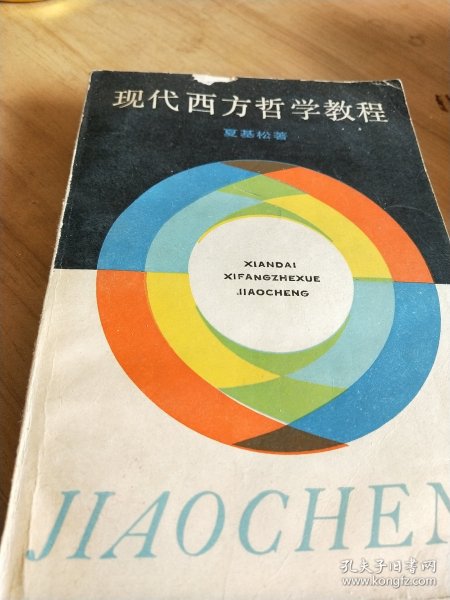 现代西方哲学教程
夏基松著
XIANDAI
XIFANGZHEXUE
JIAOCHENG
JIAOCHEN
孔夫子旧书网
www.kongfz.com